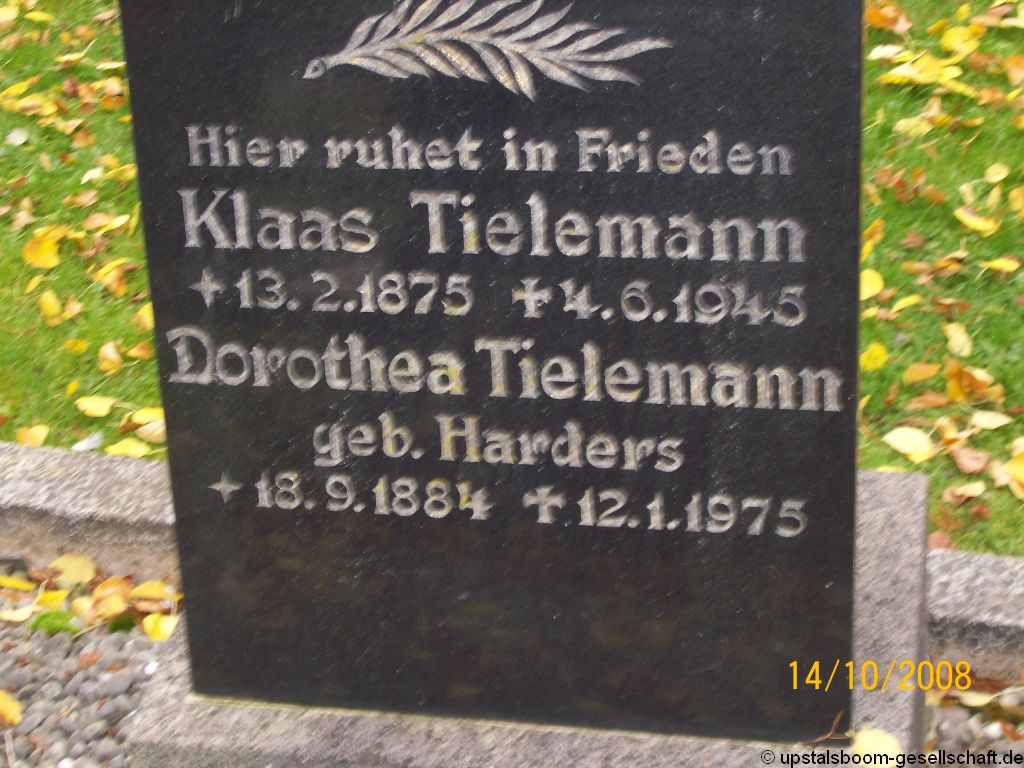 Hier ruhet in Frieden
Klaas Tielemann
✦ 13. 2. 1875 ✝ 4. 6. 1945
Dorothea Tielemann
geb. Harders
✦ 18. 9. 1884 ✝ 12. 1. 1975
14/10/2008
© upstalsboom-gesellschaft.de